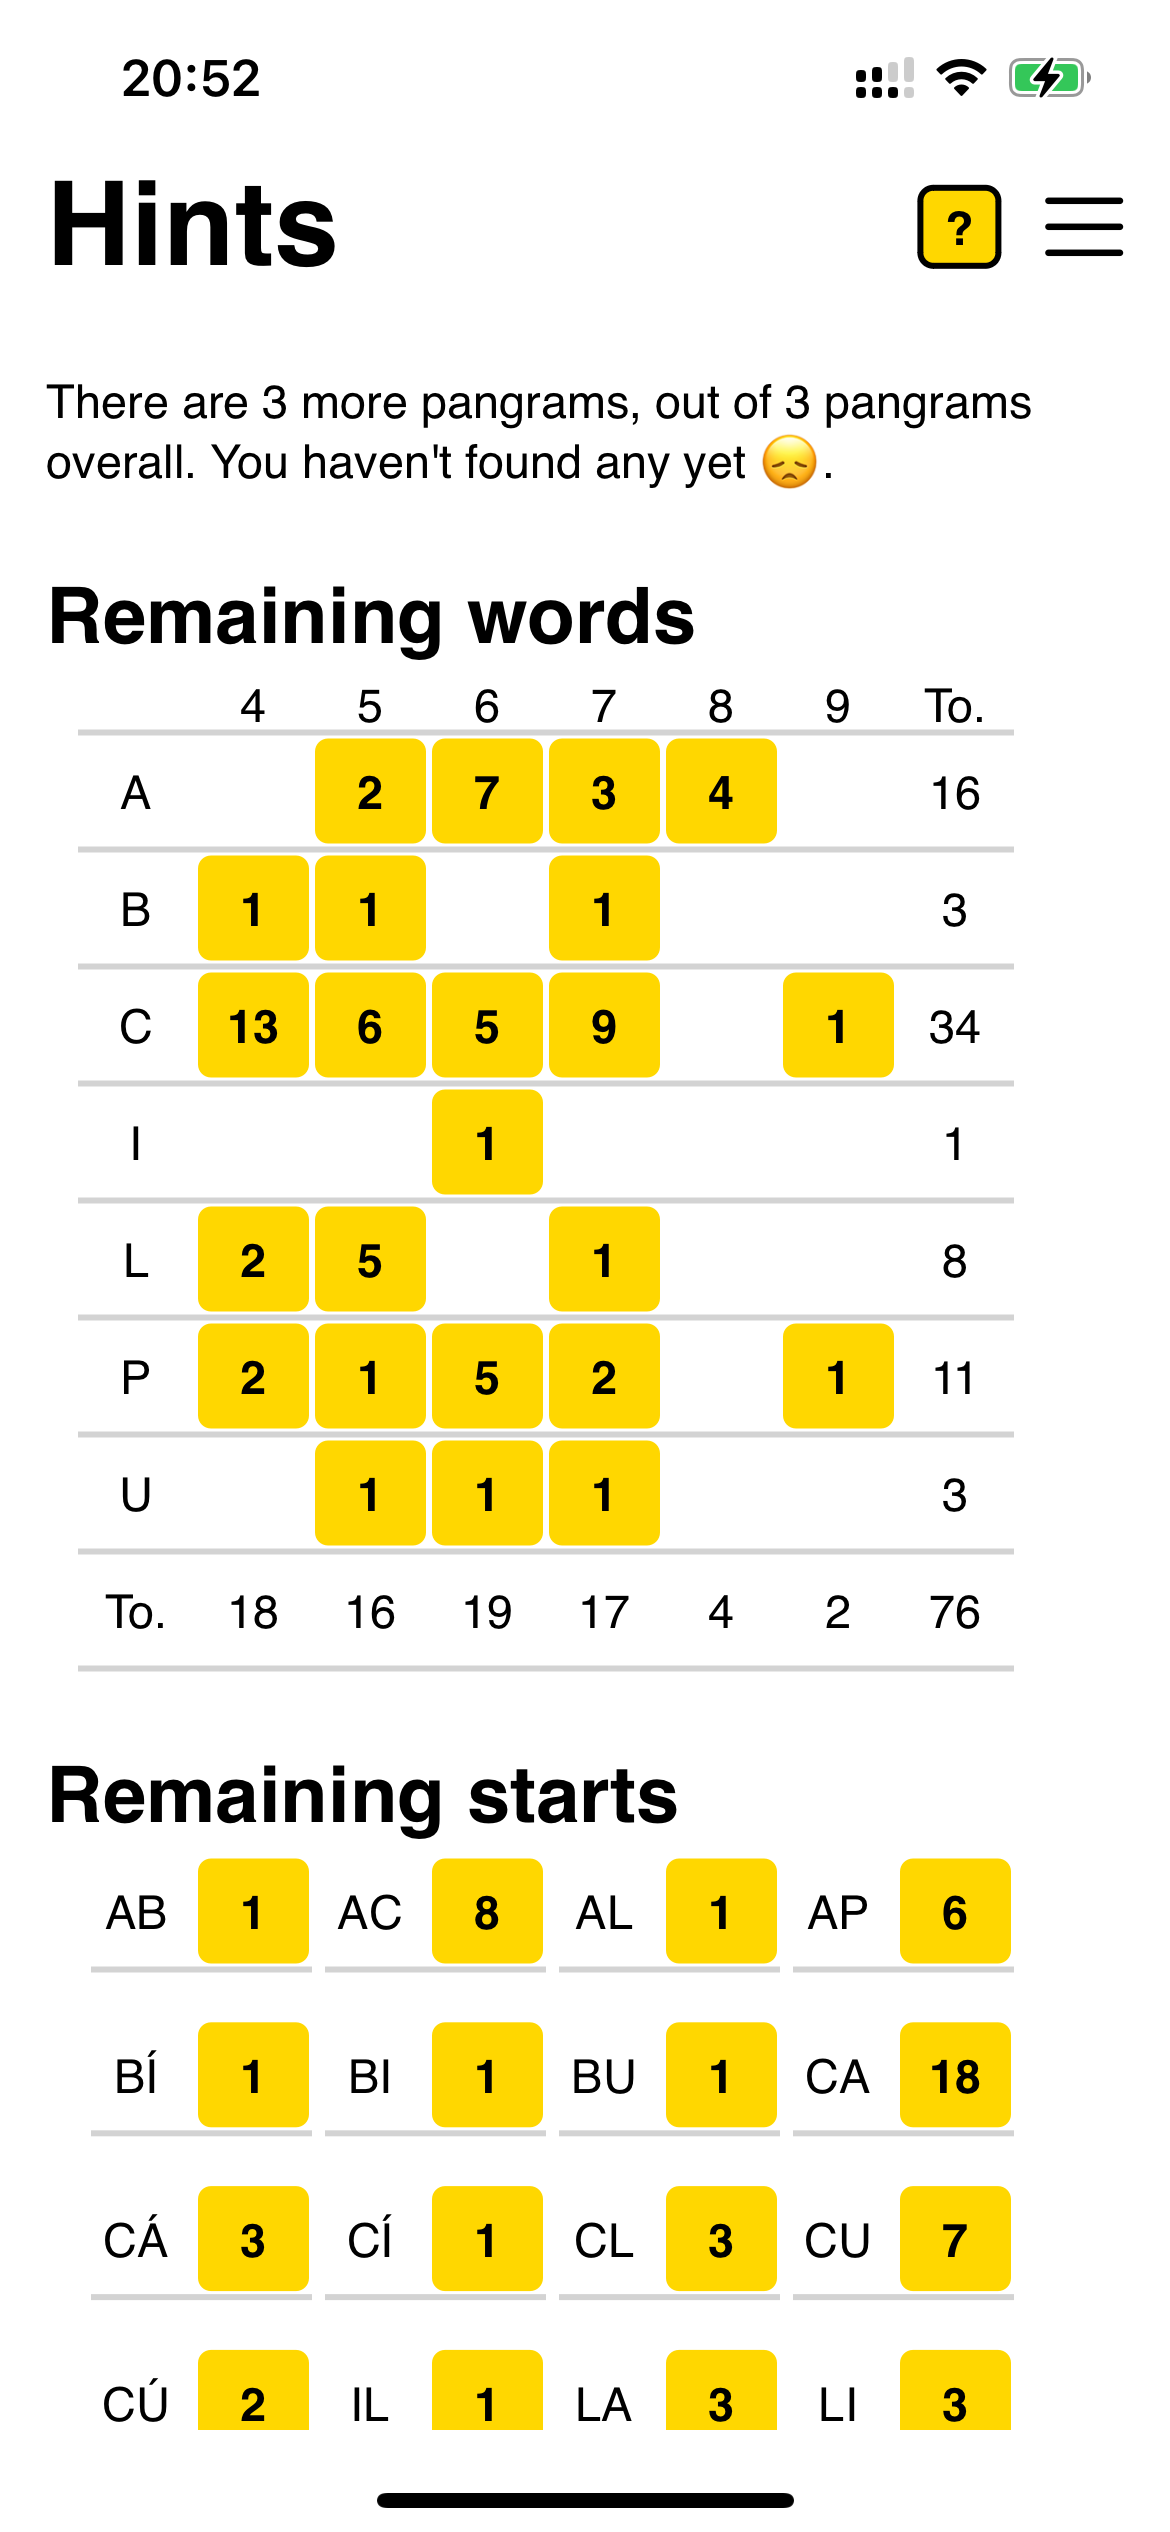 20:52
Hints
?
There are 3 more pangrams, out of 3 pangrams
overall. You haven't found any yet 😞.
Remaining words
4 5 6 7 8 9 To.
A 2 7 3 4 16
B 1 1 1 3
C 13 6 5 9 1 34
I 1 1
L 2 5 1 8
P 2 1 5 2 1 11
U 1 1 1 3
To. 18 16 19 17 4 2 76
Remaining starts
AB 1 AC 8 AL 1 AP 6
BÍ 1 BI 1 BU 1 CA 18
CÁ 3 CÍ 1 CL 3 CU 7
CÚ 2 IL 1 LA 3 LI 3